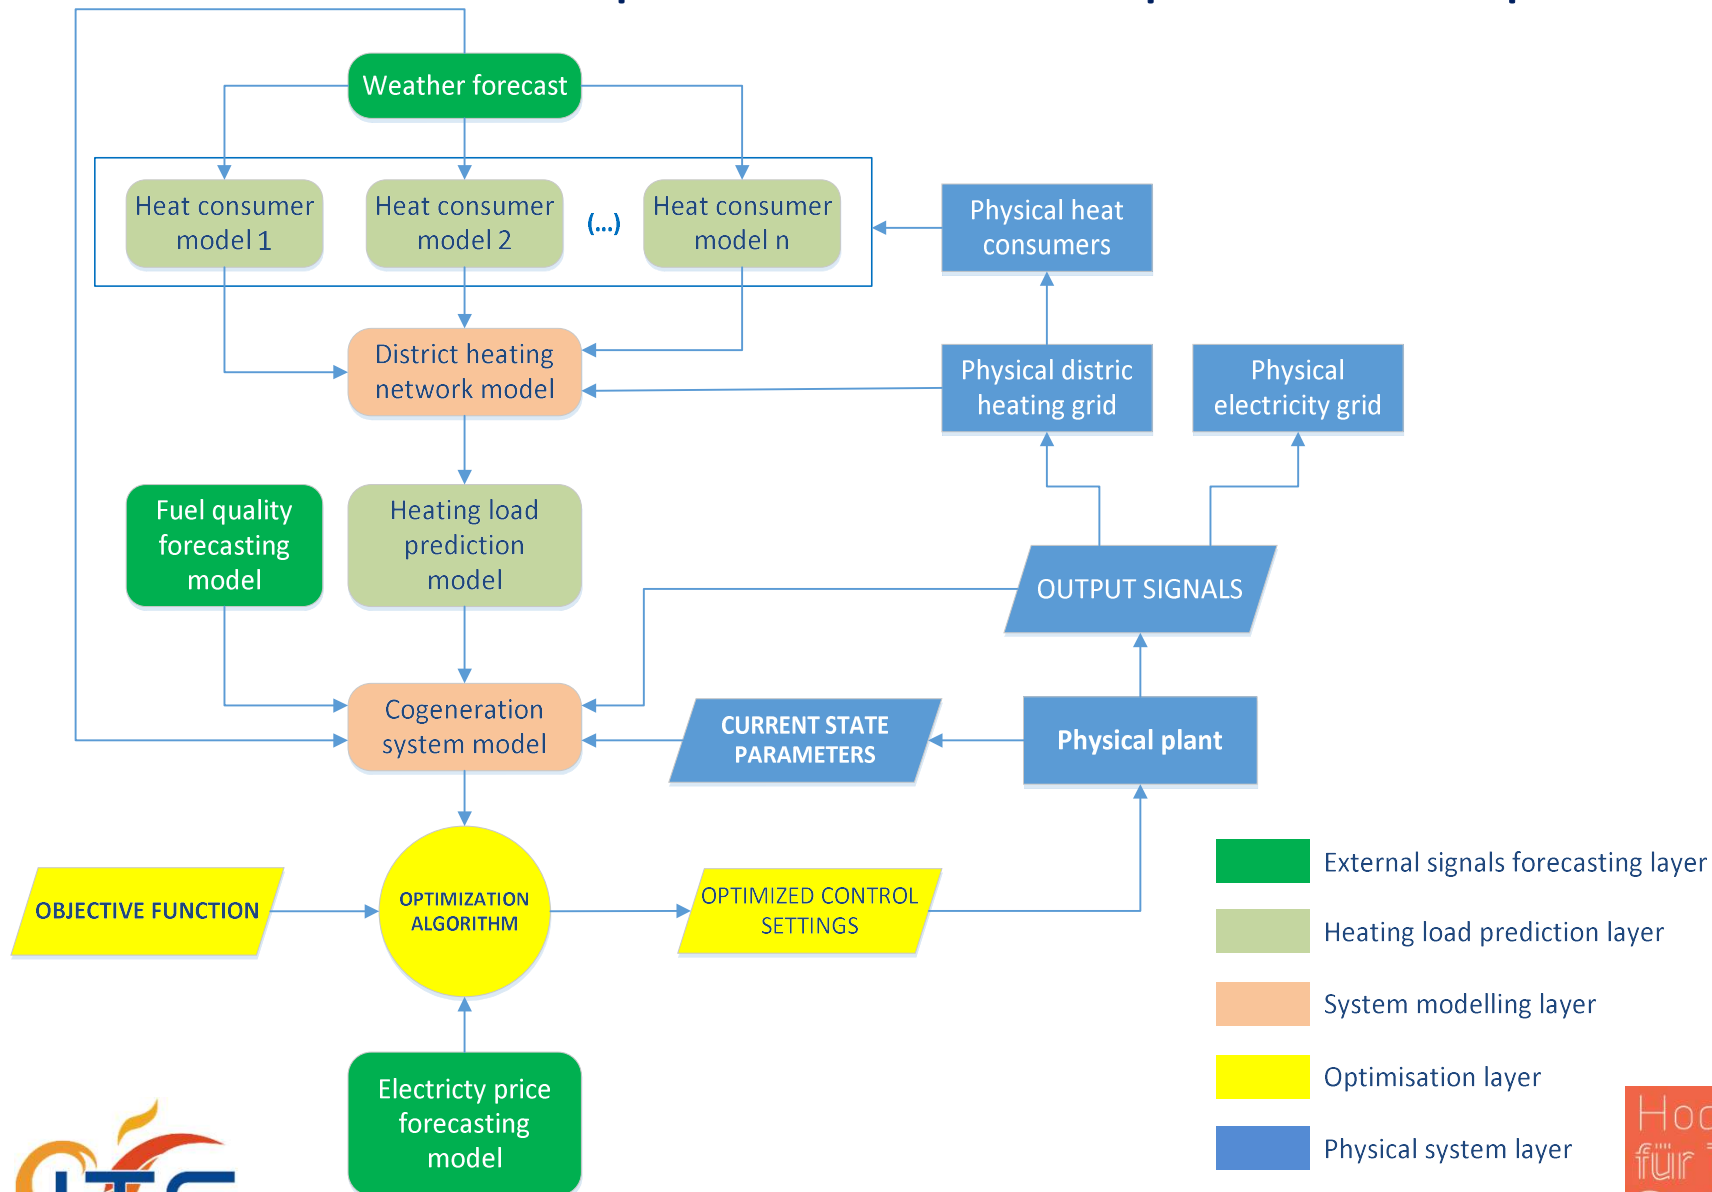 Weather forecast
Heat consumer
model 1
Heat consumer
model 2
(...)
Heat consumer
model n
Physical heat
consumers
District heating
network model
Physical distric
heating grid
Physical
electricity grid
Fuel quality
forecasting
model
Heating load
prediction
model
OUTPUT SIGNALS
Cogeneration
system model
CURRENT STATE
PARAMETERS
Physical plant
OBJECTIVE FUNCTION
OPTIMIZATION
ALGORITHM
OPTIMIZED CONTROL
SETTINGS
Electricty price
forecasting
model
External signals forecasting layer
Heating load prediction layer
System modelling layer
Optimisation layer
Physical system layer
für